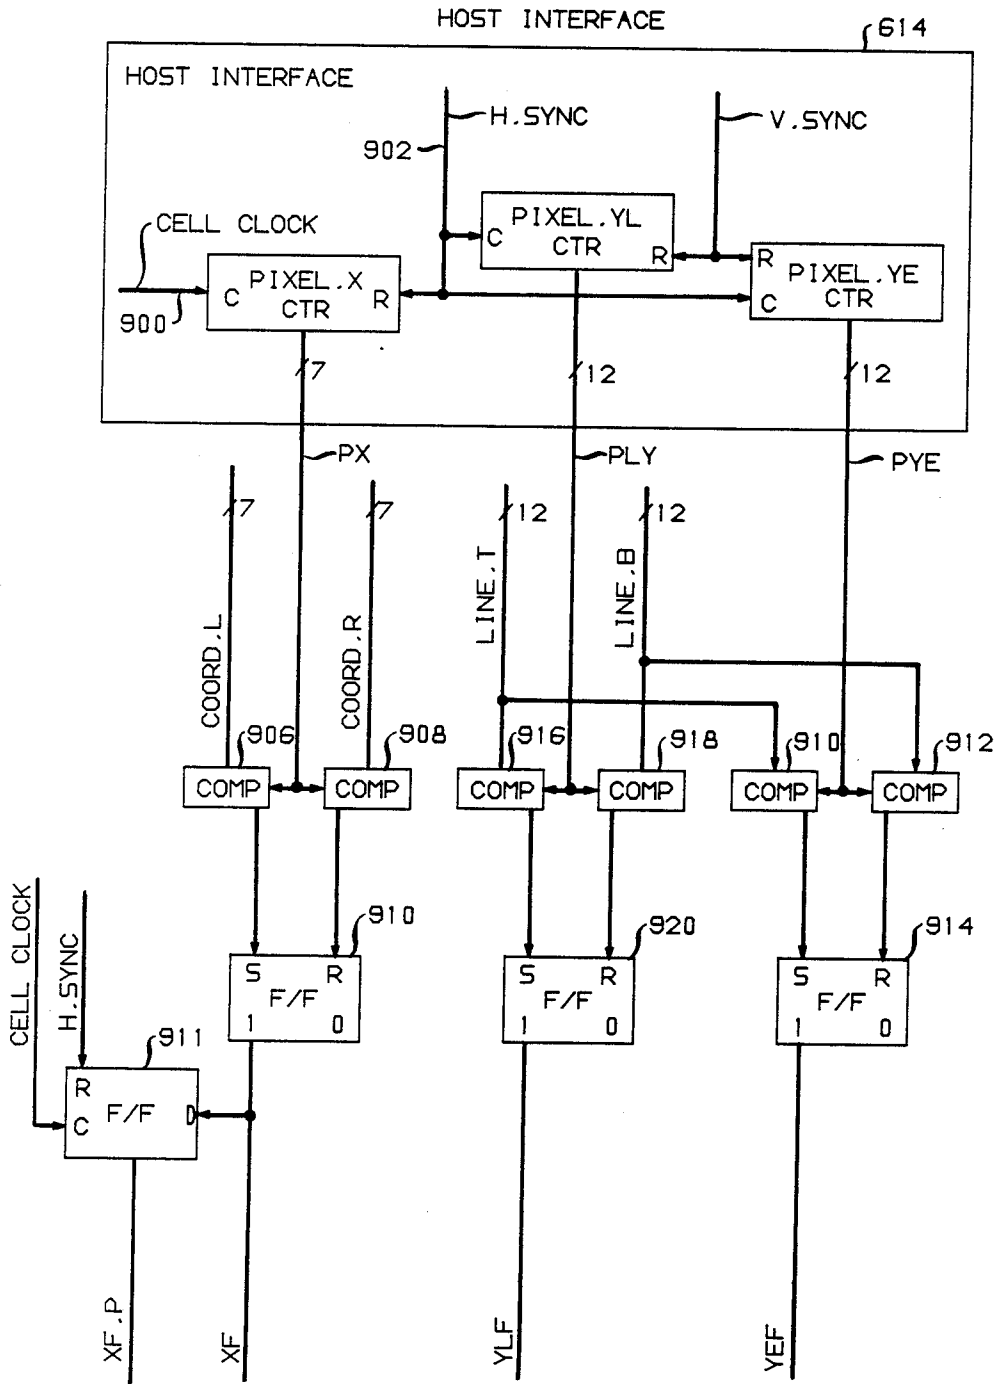 HOST INTERFACE
614
HOST INTERFACE
H.SYNC
V.SYNC
902
CELL CLOCK
900
PIXEL.X
CTR
C
R
PIXEL.YL
CTR
C
R
PIXEL.YE
CTR
R
C
7
12
12
PX
PLY
PYE
7
7
12
12
COORD.L
COORD.R
LINE.T
LINE.B
906
908
916
918
910
912
COMP
COMP
COMP
COMP
COMP
COMP
CELL CLOCK
H.SYNC
910
920
914
S R
F/F
1 0
S R
F/F
1 0
S R
F/F
1 0
911
R
F/F
D
C
XF.P
XF
YLF
YEF